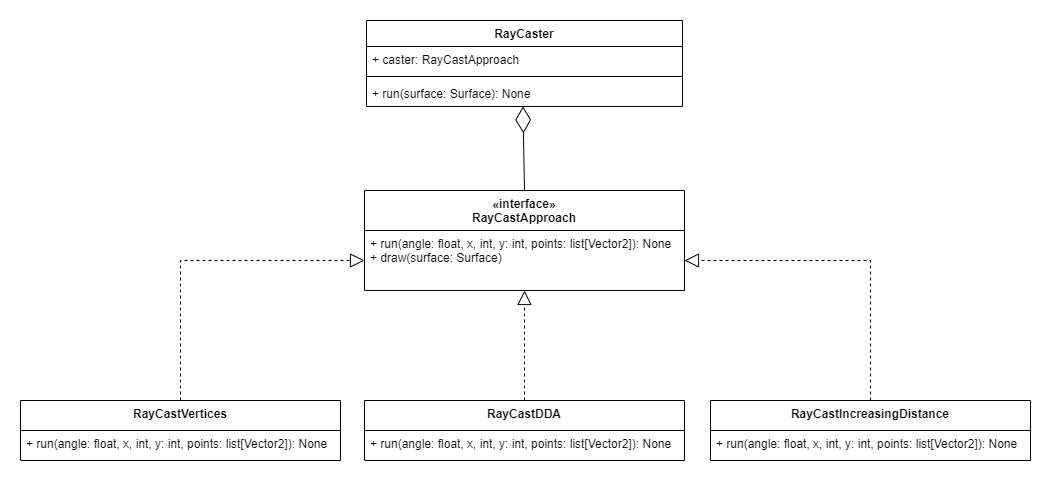 RayCaster
+ caster: RayCastApproach
+ run(surface: Surface): None
«interface»
RayCastApproach
+ run(angle: float, x, int, y: int, points: list[Vector2]): None
+ draw(surface: Surface)
RayCastVertices
+ run(angle: float, x, int, y: int, points: list[Vector2]): None
RayCastDDA
+ run(angle: float, x, int, y: int, points: list[Vector2]): None
RayCastIncreasingDistance
+ run(angle: float, x, int, y: int, points: list[Vector2]): None